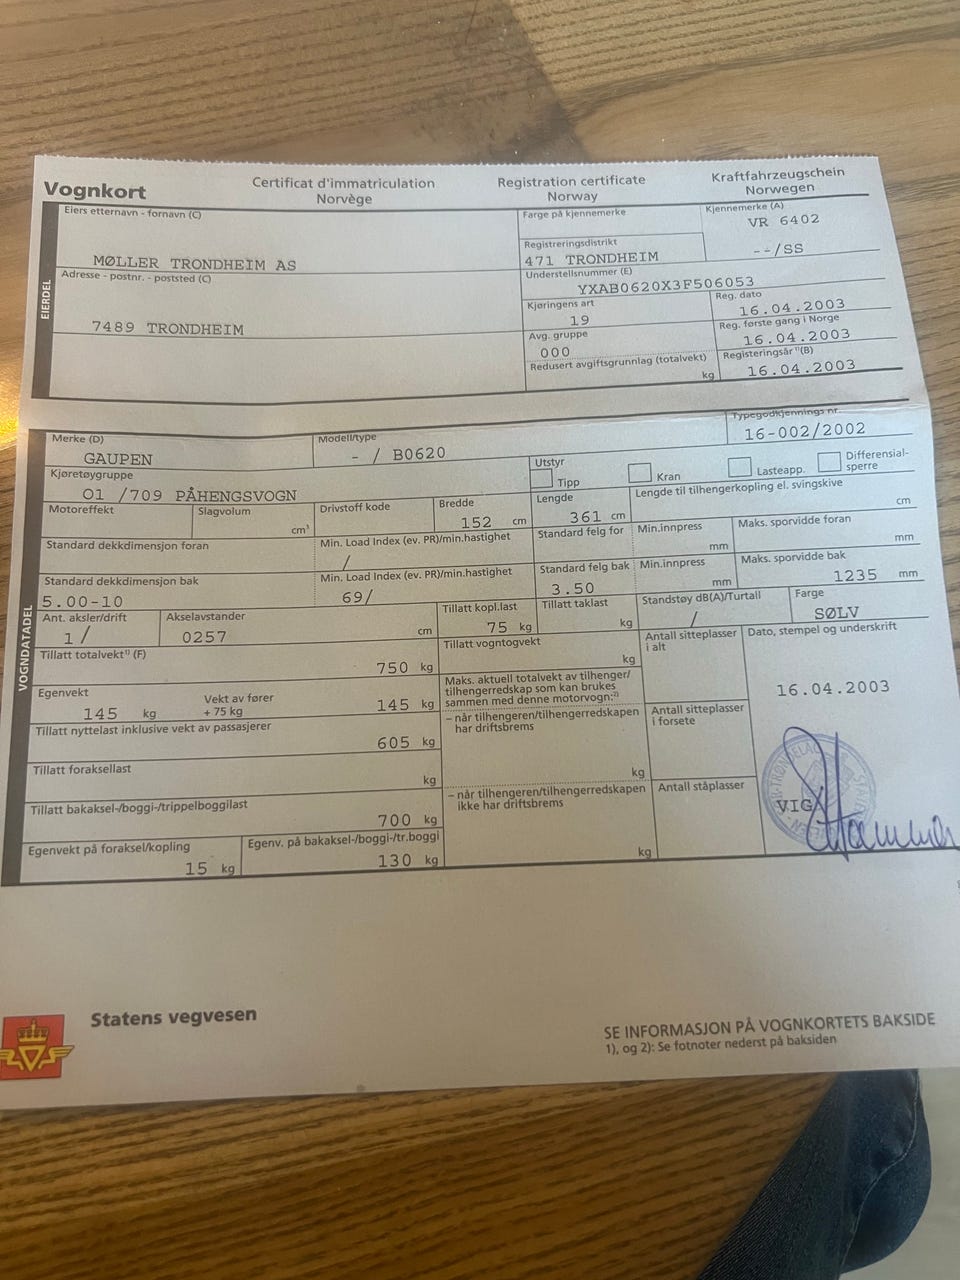 Vognkort
Certificat d'immatriculation
Norvège
Registration certificate
Norway
Kraftfahrzeugschein
Norwegen
EIERDEL
Eiers etternavn - fornavn (C)
MØLLER TRONDHEIM AS
Farge på kjennemerke
Kjennemerke (A)
VR 6402
Registreringsdistrikt
471 TRONDHEIM
--/SS
Adresse - postnr. - poststed (C)
7489 TRONDHEIM
Understellsnummer (E)
YXAB0620X3F506053
Kjøringens art
19
Reg. dato
16.04.2003
Avg. gruppe
000
Reg. første gang i Norge
16.04.2003
Redusert avgiftsgrunnlag (totalvekt)
kg
Registreringsår ¹⁾(B)
16.04.2003
VOGNDATADEL
Merke (D)
GAUPEN
Modell/type
- / B0620
Typegodkjennings nr.
16-002/2002
Kjøretøygruppe
O1 /709 PÅHENGSVOGN
Utstyr
Tipp
Kran
Lasteapp.
Differensial-
sperre
Motoreffekt
Slagvolum
cm³
Drivstoff kode
Bredde
152 cm
Lengde
361 cm
Lengde til tilhengerkopling el. svingskive
cm
Standard dekkdimensjon foran
Min. Load Index (ev. PR)/min.hastighet
/
Standard felg for
Min.innpress
mm
Maks. sporvidde foran
mm
Standard dekkdimensjon bak
5.00-10
Min. Load Index (ev. PR)/min.hastighet
69/
Standard felg bak
3.50
Min.innpress
mm
Maks. sporvidde bak
1235 mm
Ant. aksler/drift
1/
Akselavstander
0257 cm
Tillatt kopl.last
75 kg
Tillatt taklast
kg
Standstøy dB(A)/Turtall
/
Farge
SØLV
Tillatt totalvekt¹⁾ (F)
750 kg
Tillatt vogntogvekt
kg
Antall sitteplasser
i alt
Dato, stempel og underskrift
16.04.2003
VIG
Egenvekt
145 kg
Vekt av fører
+ 75 kg
145 kg
Maks. aktuell totalvekt av tilhenger/
tilhengerredskap som kan brukes
sammen med denne motorvogn:²⁾
– når tilhengeren/tilhengerredskapen
har driftsbrems
kg
Antall sitteplasser
i forsete
Tillatt nyttelast inklusive vekt av passasjerer
605 kg
Tillatt foraksellast
kg
– når tilhengeren/tilhengerredskapen
ikke har driftsbrems
kg
Antall ståplasser
Tillatt bakaksel-/boggi-/trippelboggilast
700 kg
Egenvekt på foraksel/kopling
15 kg
Egenv. på bakaksel-/boggi-/tr.boggi
130 kg
Statens vegvesen
SE INFORMASJON PÅ VOGNKORTETS BAKSIDE
1), og 2): Se fotnoter nederst på baksiden